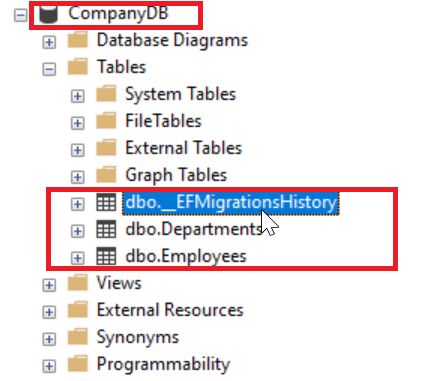 CompanyDB
Database Diagrams
Tables
System Tables
FileTables
External Tables
Graph Tables
dbo.__EFMigrationsHistory
dbo.Departments
dbo.Employees
Views
External Resources
Synonyms
Programmability